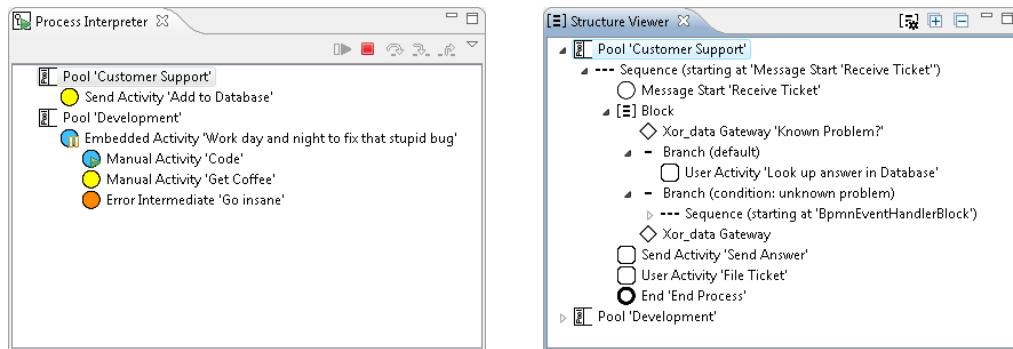 Process Interpreter
Pool 'Customer Support'
Send Activity 'Add to Database'
Pool 'Development'
Embedded Activity 'Work day and night to fix that stupid bug'
Manual Activity 'Code'
Manual Activity 'Get Coffee'
Error Intermediate 'Go insane'
Structure Viewer
Pool 'Customer Support'
Sequence (starting at 'Message Start 'Receive Ticket'')
Message Start 'Receive Ticket'
Block
Xor_data Gateway 'Known Problem?'
Branch (default)
User Activity 'Look up answer in Database'
Branch (condition: unknown problem)
Sequence (starting at 'BpmnEventHandlerBlock')
Xor_data Gateway
Send Activity 'Send Answer'
User Activity 'File Ticket'
End 'End Process'
Pool 'Development'